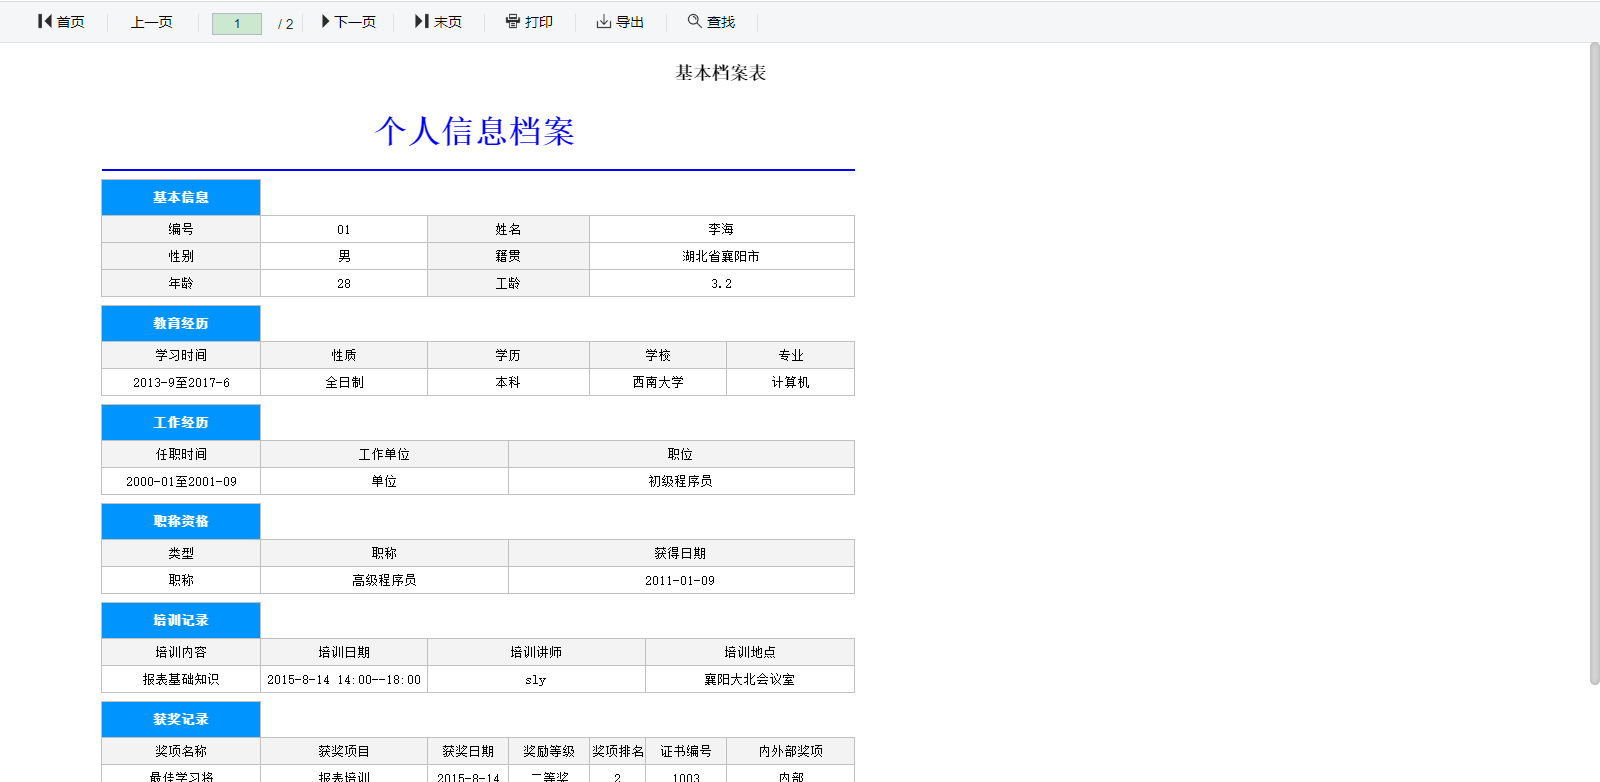 首页 上一页 1 / 2 下一页 末页 打印 导出 查找
基本档案表
个人信息档案
基本信息
编号 01 姓名 李海
性别 男 籍贯 湖北省襄阳市
年龄 28 工龄 3.2
教育经历
学习时间 性质 学历 学校 专业
2013-9至2017-6 全日制 本科 西南大学 计算机
工作经历
任职时间 工作单位 职位
2000-01至2001-09 单位 初级程序员
职称资格
类型 职称 获得日期
职称 高级程序员 2011-01-09
培训记录
培训内容 培训日期 培训讲师 培训地点
报表基础知识 2015-8-14 14:00--18:00 sly 襄阳大北会议室
获奖记录
奖项名称 获奖项目 获奖日期 奖励等级 奖项排名 证书编号 内外部奖项
最佳学习将 报表培训 2015-8-14 二等奖 2 1003 内部